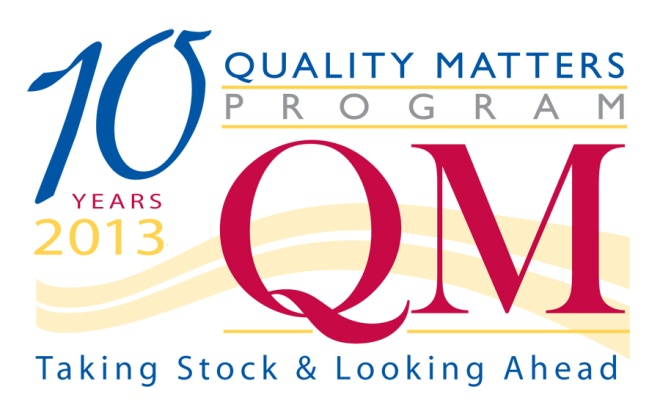 10
YEARS
2013
QUALITY MATTERS
PROGRAM
QM
Taking Stock & Looking Ahead